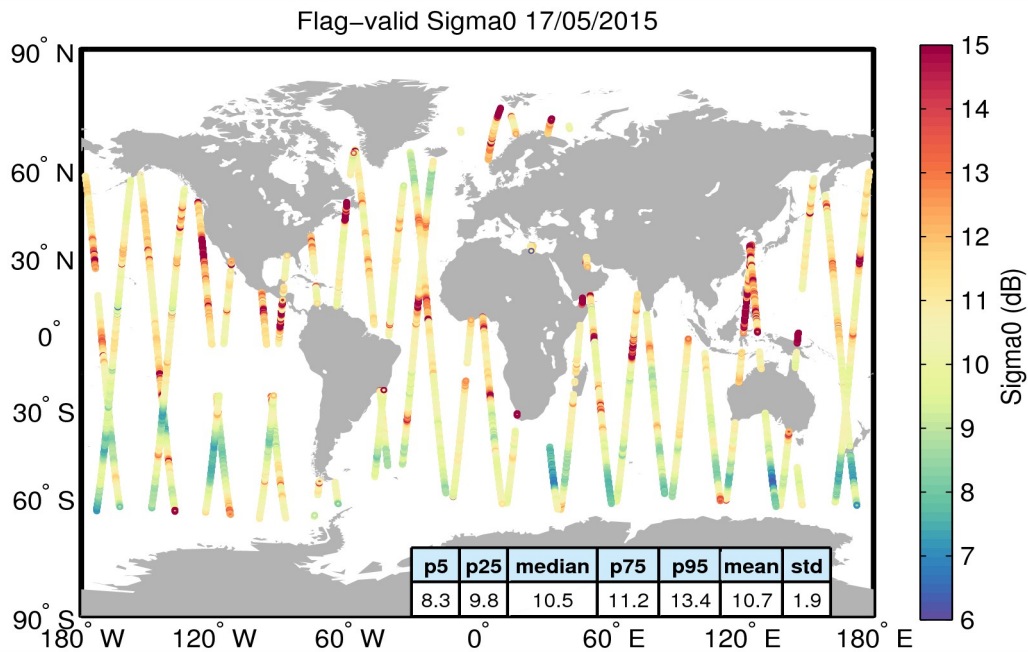 Flag−valid Sigma0 17/05/2015
90° N
60° N
30° N
0°
30° S
60° S
90° S
180° W
120° W
60° W
0°
60° E
120° E
180° E
p5 p25 median p75 p95 mean std
8.3 9.8 10.5 11.2 13.4 10.7 1.9
15
14
13
12
11
10
9
8
7
6
Sigma0 (dB)